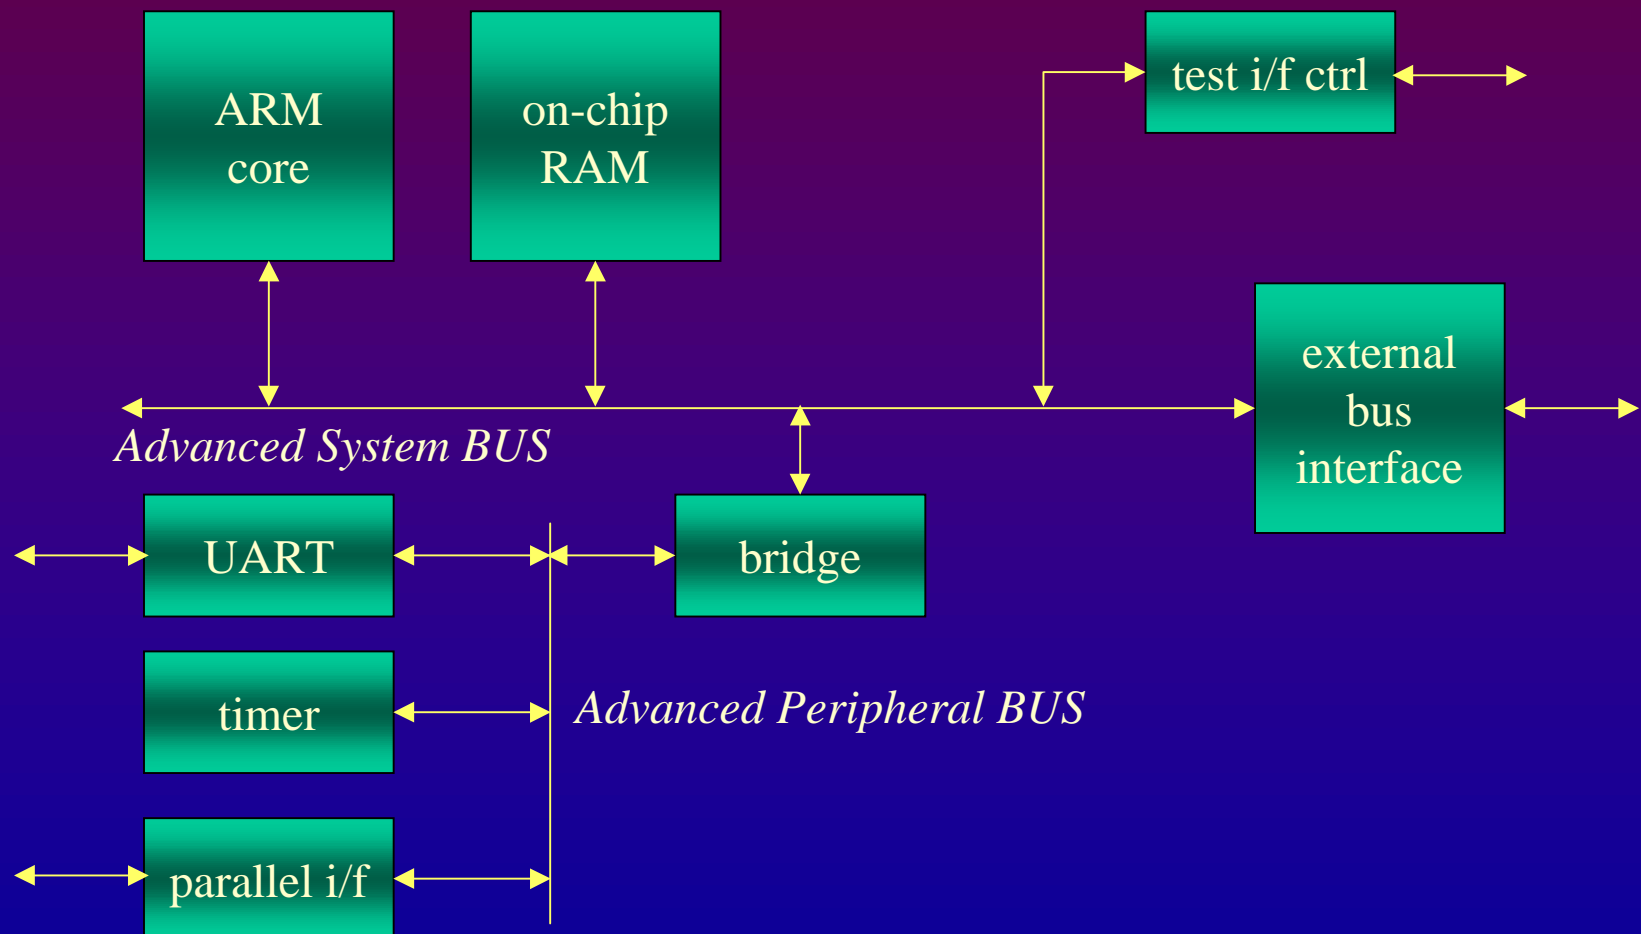 ARM
core
on-chip
RAM
test i/f ctrl
external
bus
interface
Advanced System BUS
UART
bridge
timer
Advanced Peripheral BUS
parallel i/f